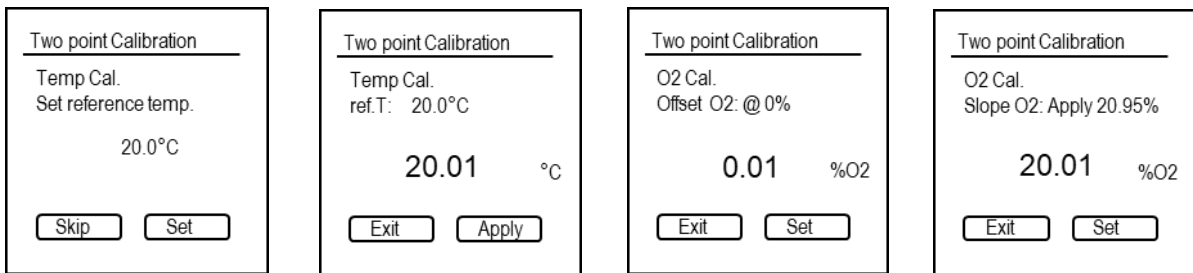 Two point Calibration
Temp Cal.
Set reference temp.
20.0°C
Skip Set
Two point Calibration
Temp Cal.
ref.T: 20.0°C
20.01 °C
Exit Apply
Two point Calibration
O2 Cal.
Offset O2: @ 0%
0.01 %O2
Exit Set
Two point Calibration
O2 Cal.
Slope O2: Apply 20.95%
20.01 %O2
Exit Set